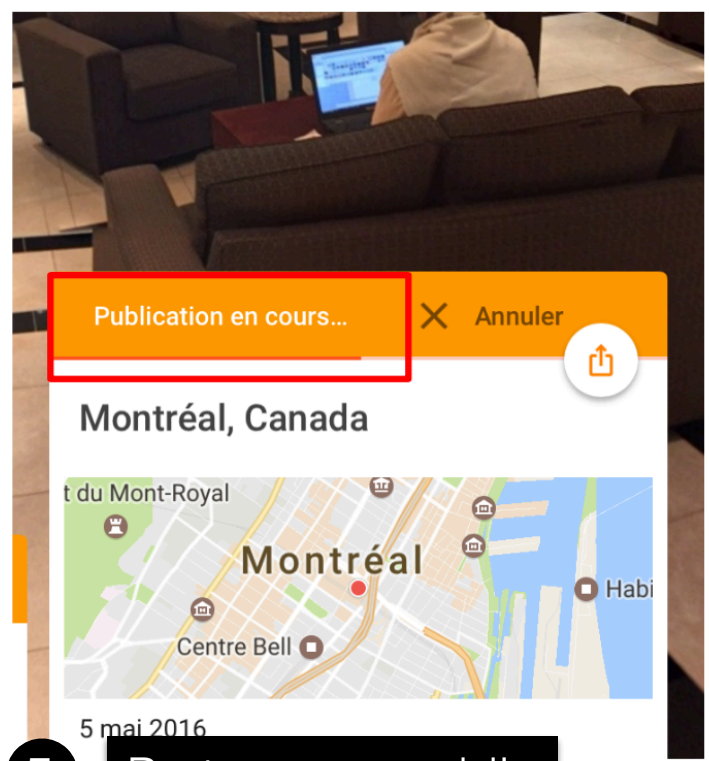 Publication en cours...
Annuler
Montréal, Canada
t du Mont-Royal
Montréal
Habi
Centre Bell
5 mai 2016